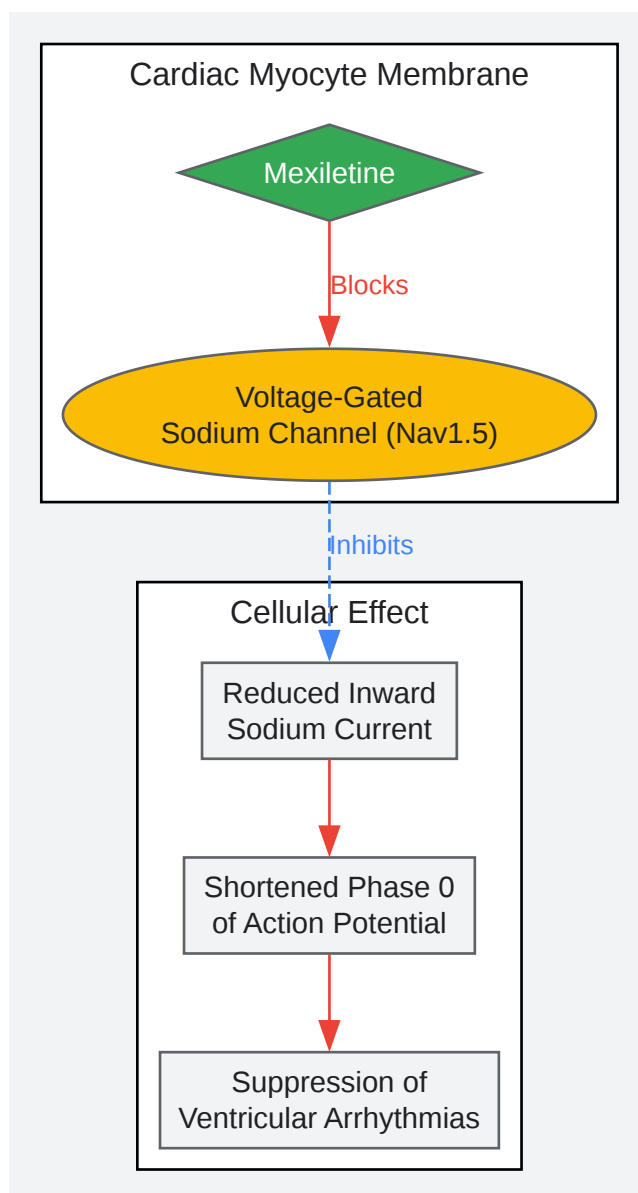 Cardiac Myocyte Membrane
Mexiletine
Blocks
Voltage-Gated
Sodium Channel (Nav1.5)
Inhibits
Cellular Effect
Reduced Inward
Sodium Current
Shortened Phase 0
of Action Potential
Suppression of
Ventricular Arrhythmias